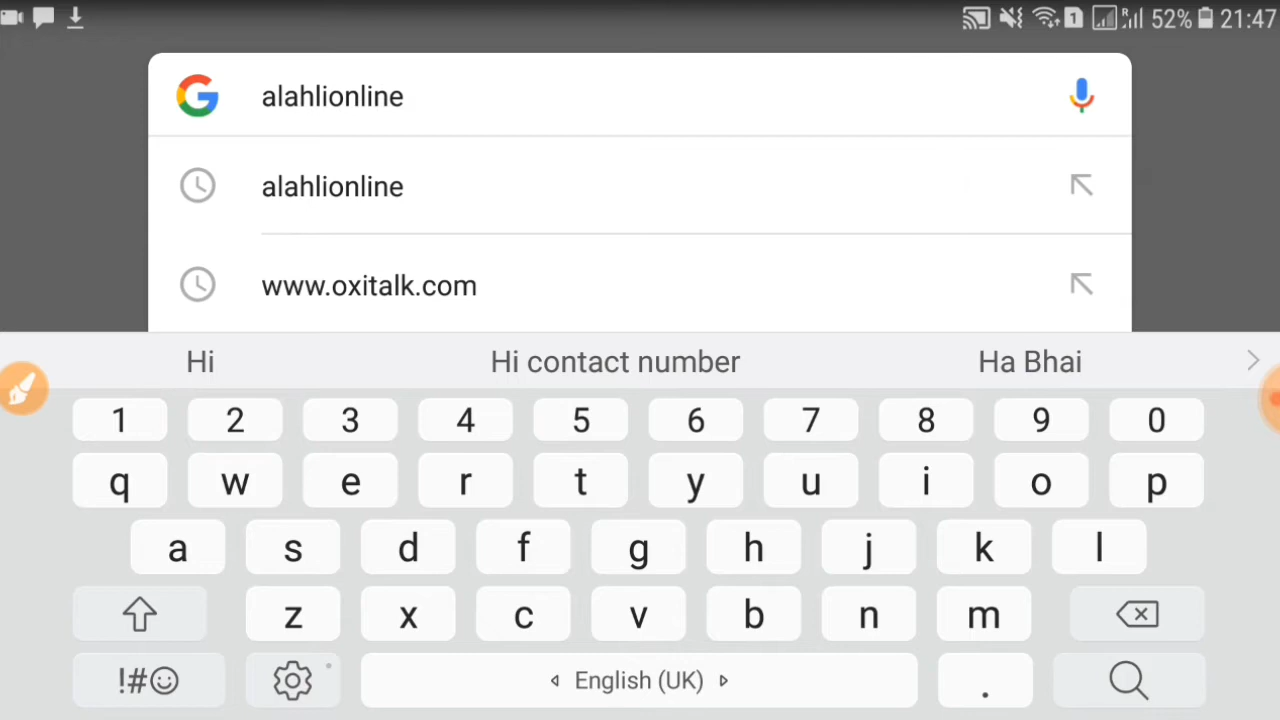 1 R 52% 21:47
alahlionline
alahlionline
www.oxitalk.com
Hi Hi contact number Ha Bhai
1 2 3 4 5 6 7 8 9 0
q w e r t y u i o p
a s d f g h j k l
z x c v b n m
!#☺ English (UK) .